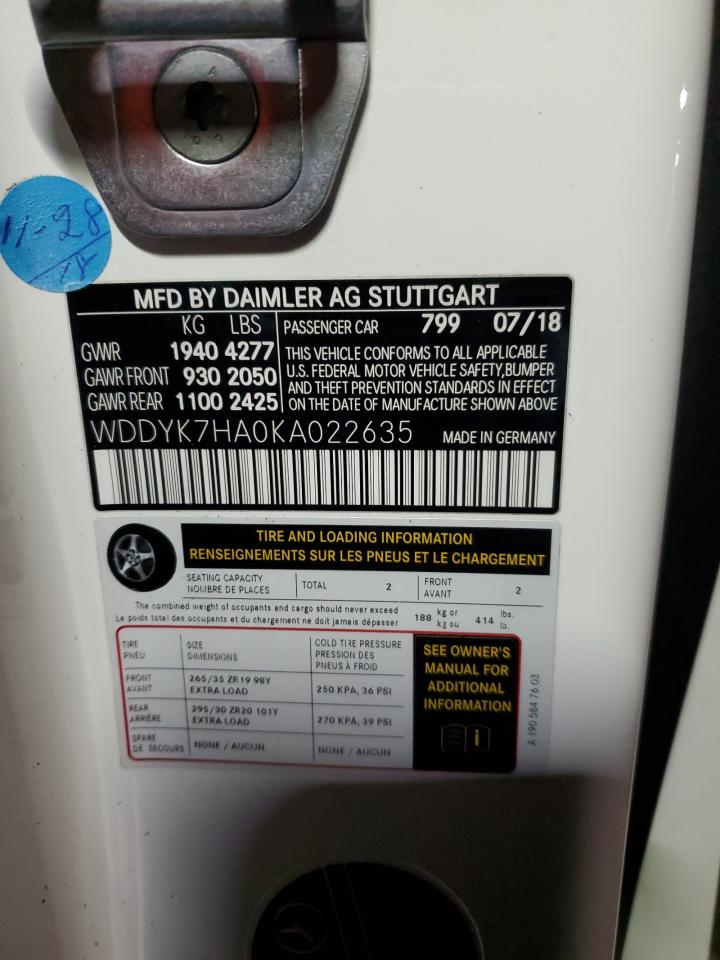 11-28
18
MFD BY DAIMLER AG STUTTGART
KG LBS
GVWR 1940 4277
GAWR FRONT 930 2050
GAWR REAR 1100 2425
PASSENGER CAR 799 07/18
THIS VEHICLE CONFORMS TO ALL APPLICABLE
U.S. FEDERAL MOTOR VEHICLE SAFETY,BUMPER
AND THEFT PREVENTION STANDARDS IN EFFECT
ON THE DATE OF MANUFACTURE SHOWN ABOVE
WDDYK7HA0KA022635 MADE IN GERMANY
TIRE AND LOADING INFORMATION
RENSEIGNEMENTS SUR LES PNEUS ET LE CHARGEMENT
SEATING CAPACITY
NOMBRE DE PLACES
TOTAL 2
FRONT
AVANT
2
The combined weight of occupants and cargo should never exceed
Le poids total des occupants et du chargement ne doit jamais dépasser
188 kg or
kg ou
414 lbs.
lb.
TIRE
PNEU
SIZE
DIMENSIONS
COLD TIRE PRESSURE
PRESSION DES
PNEUS À FROID
FRONT
AVANT
265/35 ZR19 98Y
EXTRA LOAD
250 KPA, 36 PSI
REAR
ARRIÈRE
295/30 ZR20 101Y
EXTRA LOAD
270 KPA, 39 PSI
SPARE
DE SECOURS
NONE / AUCUN
NONE / AUCUN
SEE OWNER'S
MANUAL FOR
ADDITIONAL
INFORMATION
A 190 584 76 03